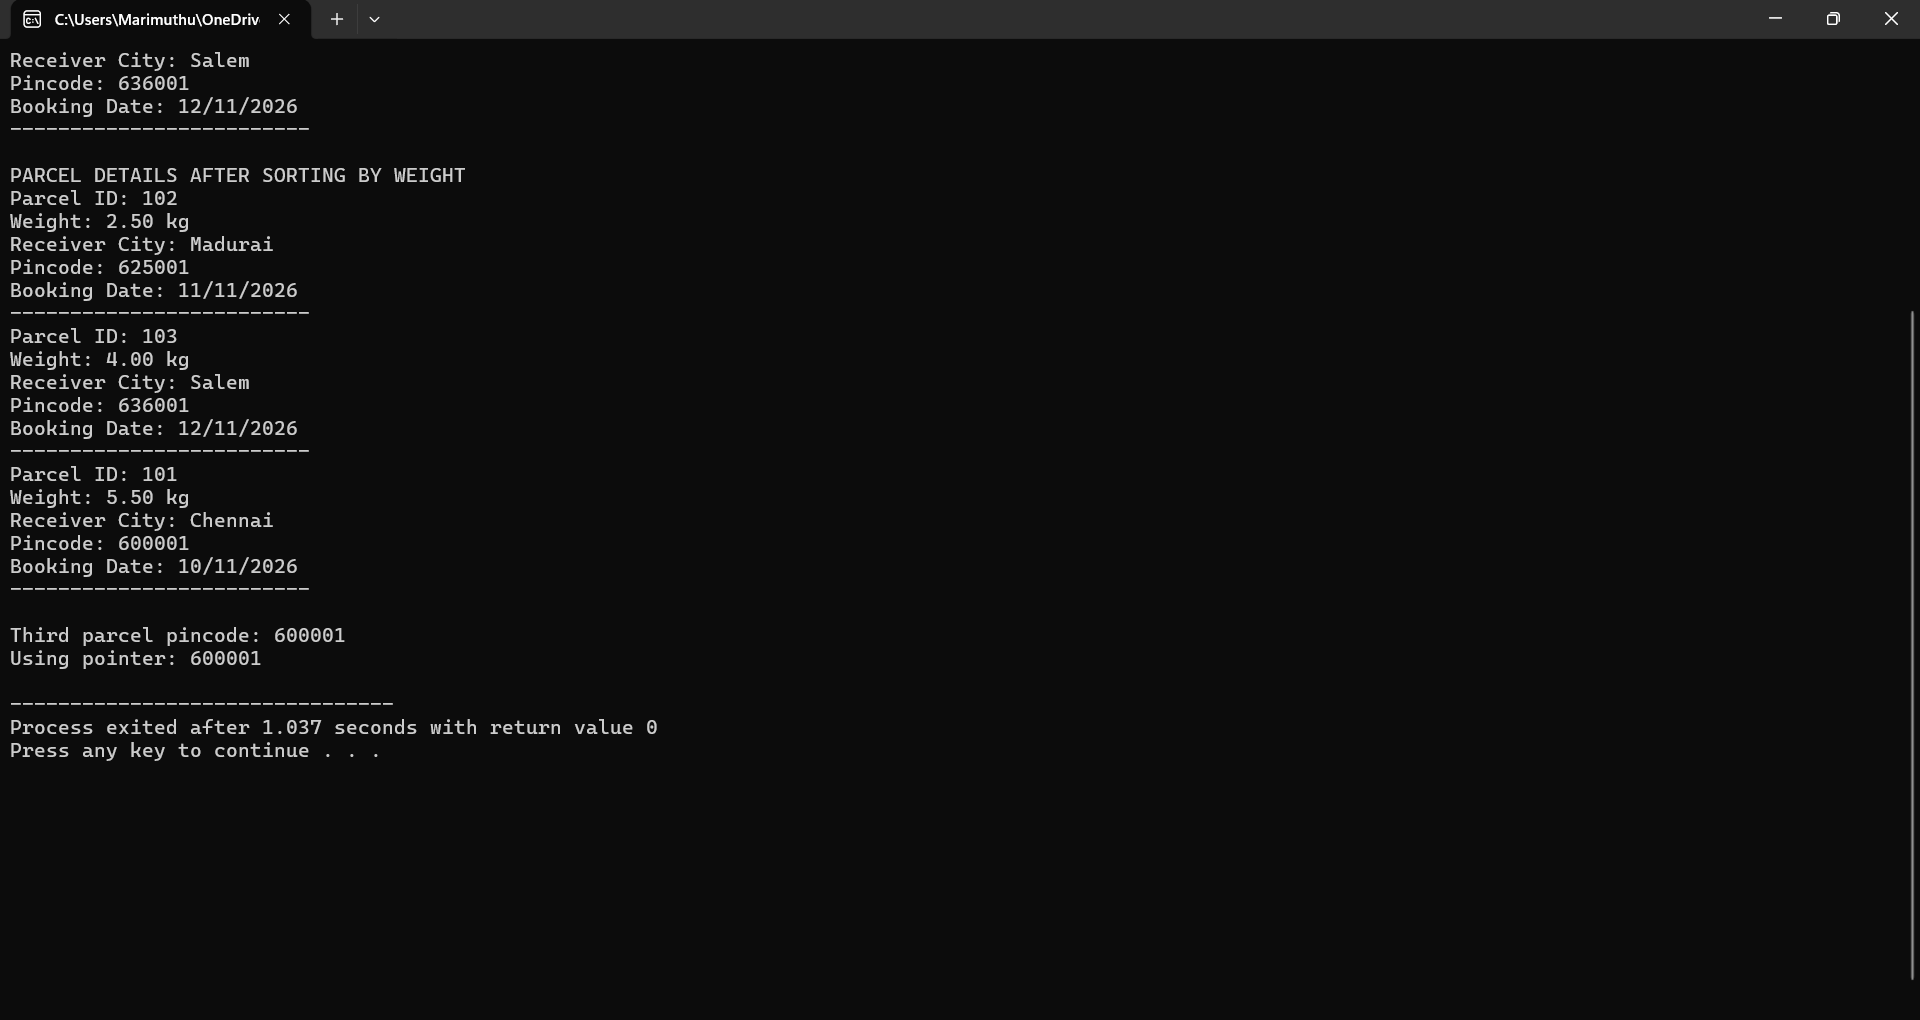 C:\Users\Marimuthu\OneDriv
Receiver City: Salem
Pincode: 636001
Booking Date: 12/11/2026
-------------------------
PARCEL DETAILS AFTER SORTING BY WEIGHT
Parcel ID: 102
Weight: 2.50 kg
Receiver City: Madurai
Pincode: 625001
Booking Date: 11/11/2026
-------------------------
Parcel ID: 103
Weight: 4.00 kg
Receiver City: Salem
Pincode: 636001
Booking Date: 12/11/2026
-------------------------
Parcel ID: 101
Weight: 5.50 kg
Receiver City: Chennai
Pincode: 600001
Booking Date: 10/11/2026
-------------------------
Third parcel pincode: 600001
Using pointer: 600001
--------------------------------
Process exited after 1.037 seconds with return value 0
Press any key to continue . . .